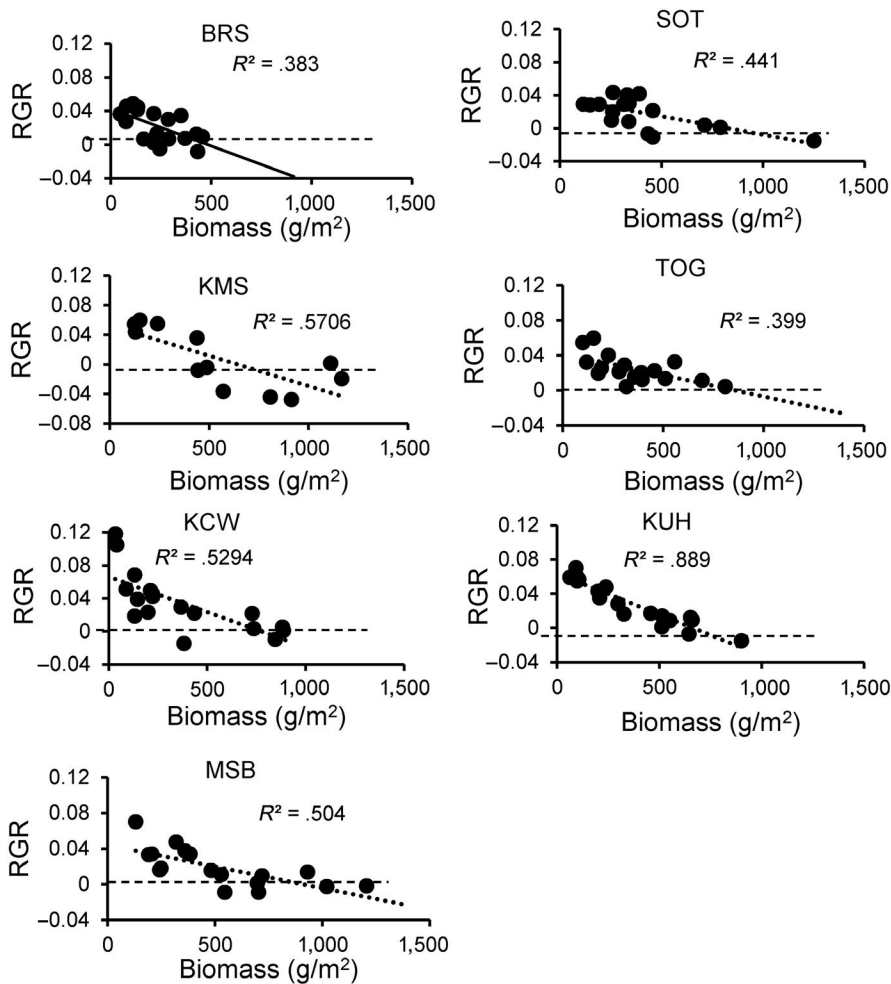 BRS
R² = .383
0.12
0.08
0.04
0
–0.04
RGR
0 500 1,000 1,500
Biomass (g/m²)
SOT
R² = .441
0.12
0.08
0.04
0
–0.04
RGR
0 500 1,000 1,500
Biomass (g/m²)
KMS
R² = .5706
0.12
0.08
0.04
0
–0.04
–0.08
RGR
0 500 1,000 1,500
Biomass (g/m²)
TOG
R² = .399
0.12
0.08
0.04
0
–0.04
RGR
0 500 1,000 1,500
Biomass (g/m²)
KCW
R² = .5294
0.12
0.08
0.04
0
–0.04
RGR
0 500 1,000 1,500
Biomass (g/m²)
KUH
R² = .889
0.12
0.08
0.04
0
–0.04
RGR
0 500 1,000 1,500
Biomass (g/m²)
MSB
R² = .504
0.12
0.08
0.04
0
–0.04
RGR
0 500 1,000 1,500
Biomass (g/m²)